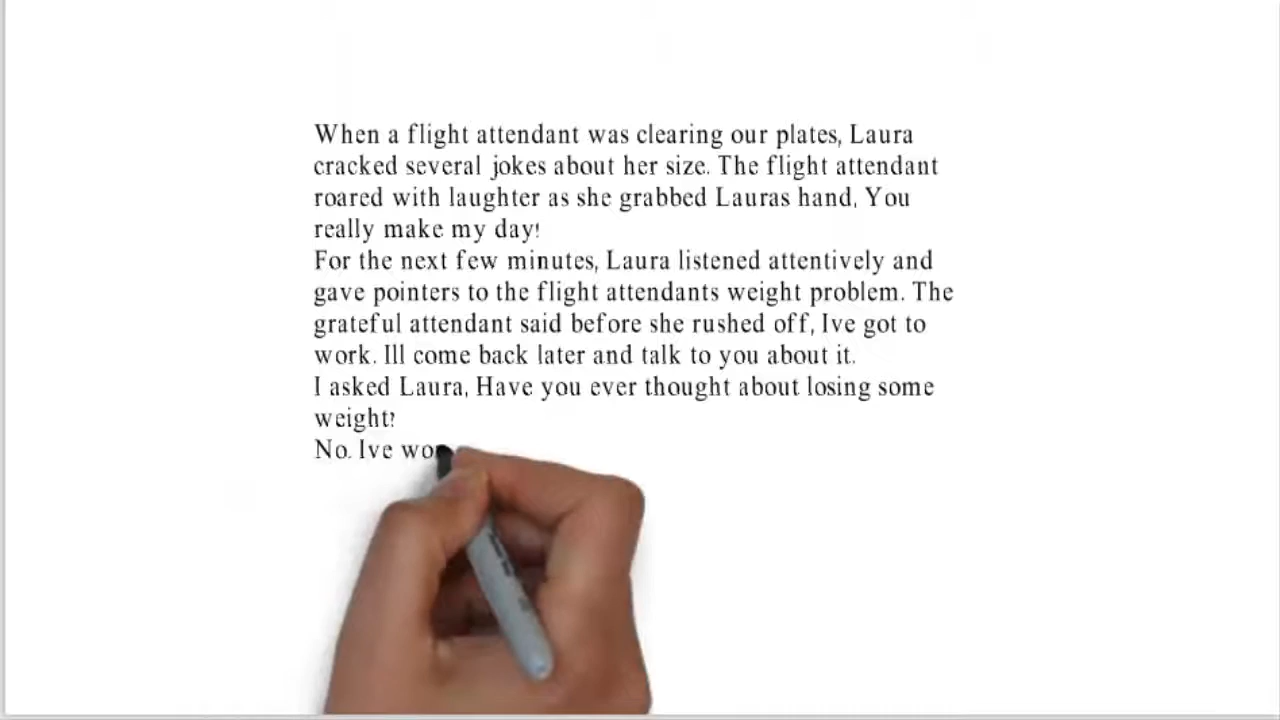 When a flight attendant was clearing our plates, Laura
cracked several jokes about her size. The flight attendant
roared with laughter as she grabbed Lauras hand, You
really make my day!
For the next few minutes, Laura listened attentively and
gave pointers to the flight attendants weight problem. The
grateful attendant said before she rushed off, Ive got to
work. Ill come back later and talk to you about it.
I asked Laura, Have you ever thought about losing some
weight?
No. Ive